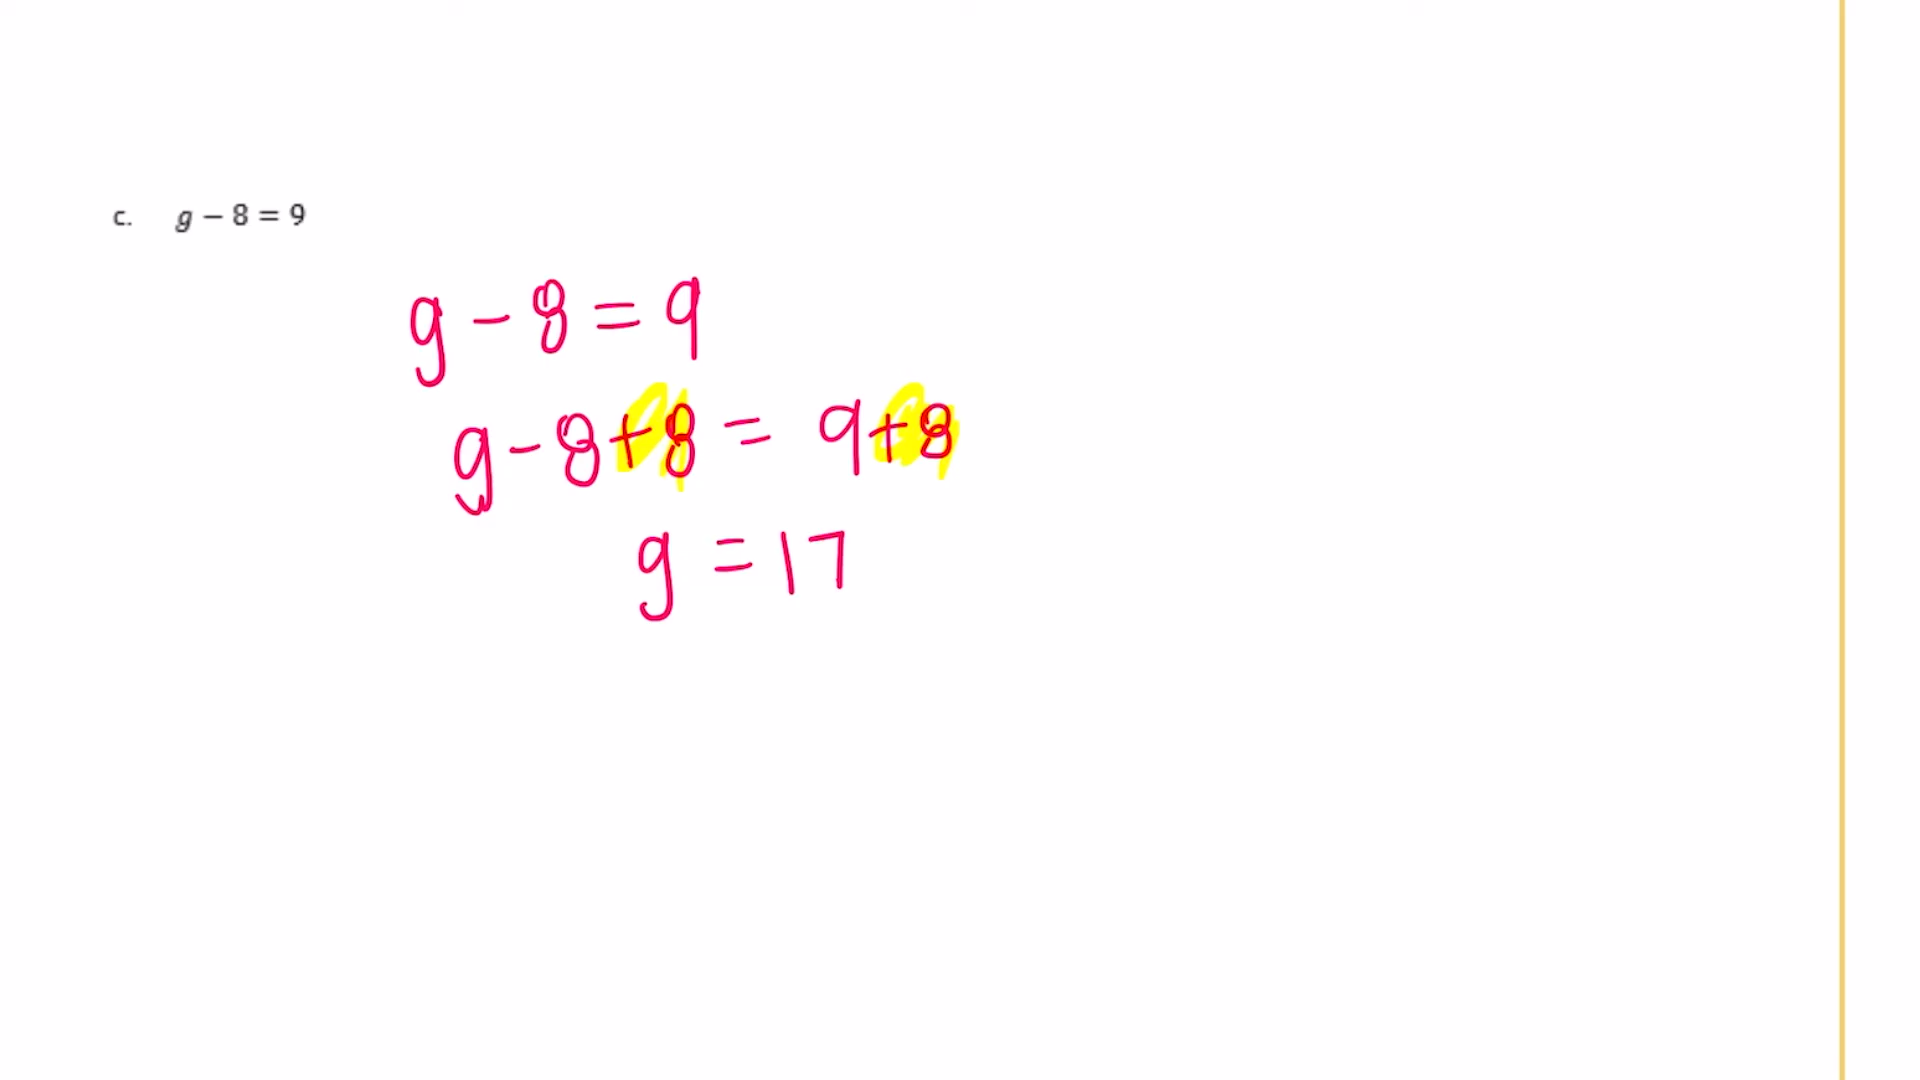 c. g – 8 = 9
g - 8 = 9
g - 8 + 8 = 9 + 8
g = 17